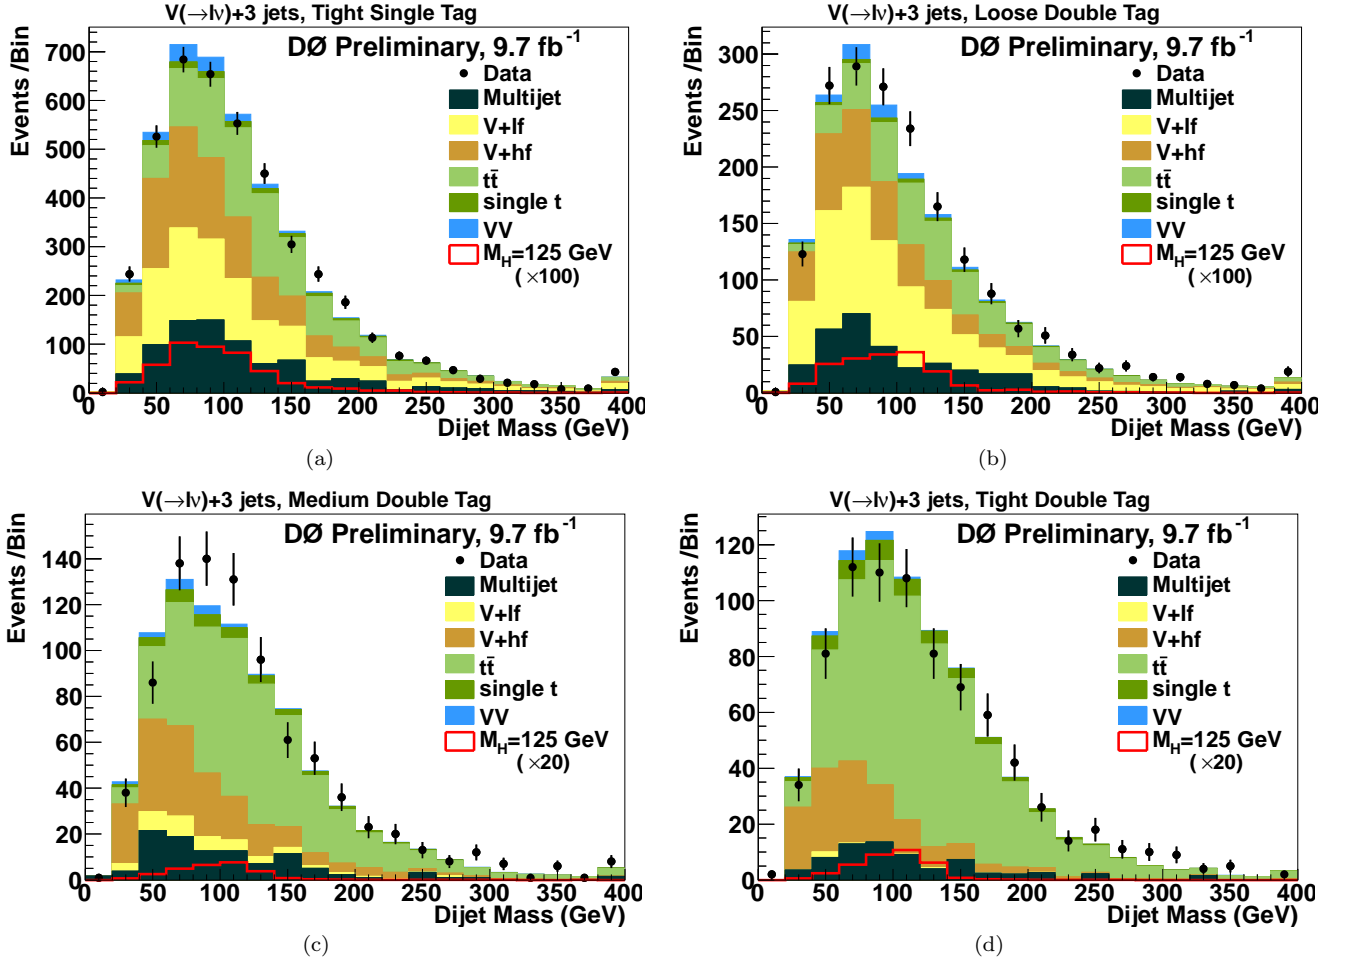 V(→lν)+3 jets, Tight Single Tag
Events /Bin
700
600
500
400
300
200
100
0
DØ Preliminary, 9.7 fb⁻¹
Data
Multijet
V+lf
V+hf
tt̄
single t
VV
M_H=125 GeV
(×100)
0 50 100 150 200 250 300 350 400
Dijet Mass (GeV)
(a)
V(→lν)+3 jets, Loose Double Tag
Events /Bin
300
250
200
150
100
50
0
DØ Preliminary, 9.7 fb⁻¹
Data
Multijet
V+lf
V+hf
tt̄
single t
VV
M_H=125 GeV
(×100)
0 50 100 150 200 250 300 350 400
Dijet Mass (GeV)
(b)
V(→lν)+3 jets, Medium Double Tag
Events /Bin
140
120
100
80
60
40
20
0
DØ Preliminary, 9.7 fb⁻¹
Data
Multijet
V+lf
V+hf
tt̄
single t
VV
M_H=125 GeV
(×20)
0 50 100 150 200 250 300 350 400
Dijet Mass (GeV)
(c)
V(→lν)+3 jets, Tight Double Tag
Events /Bin
120
100
80
60
40
20
0
DØ Preliminary, 9.7 fb⁻¹
Data
Multijet
V+lf
V+hf
tt̄
single t
VV
M_H=125 GeV
(×20)
0 50 100 150 200 250 300 350 400
Dijet Mass (GeV)
(d)